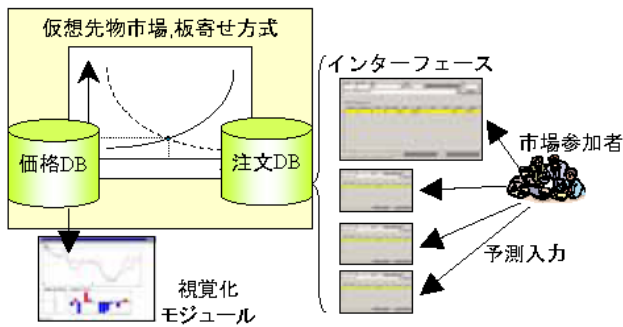 仮想先物市場,板寄せ方式
インターフェース
市場参加者
価格DB
注文DB
予測入力
視覚化
モジュール